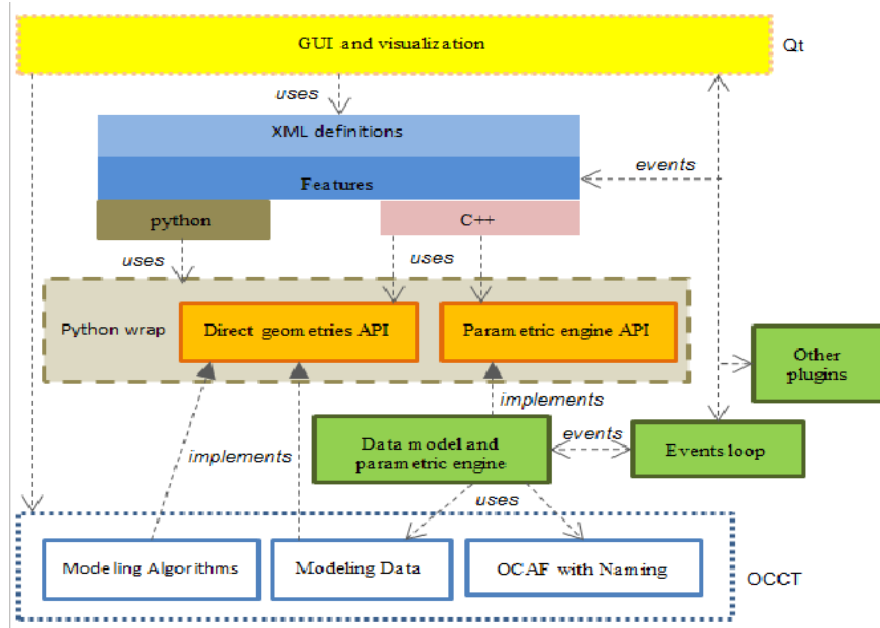 GUI and visualization
Qt
uses
XML definitions
events
Features
python
C++
uses
uses
Python wrap
Direct geometries API
Parametric engine API
Other
plugins
implements
implements
Data model and
parametric engine
events
Events loop
uses
Modeling Algorithms
Modeling Data
OCAF with Naming
OCCT